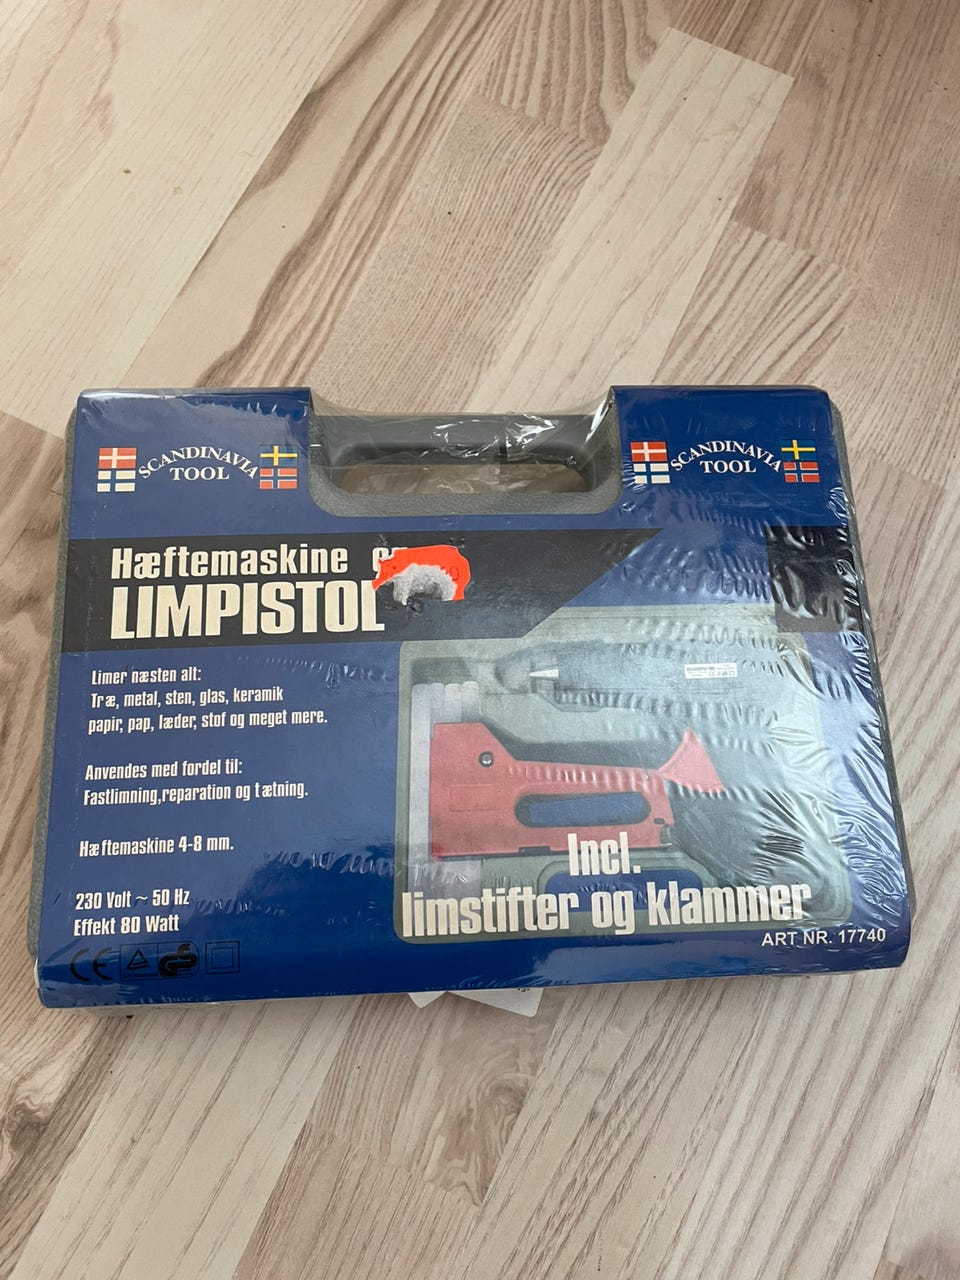 SCANDINAVIA
TOOL
SCANDINAVIA
TOOL
Hæftemaskine
LIMPISTOL
Limer næsten alt:
Træ, metal, sten, glas, keramik
papir, pap, læder, stof og meget mere.
Anvendes med fordel til:
Fastlimning,reparation og tætning.
Hæftemaskine 4-8 mm.
230 Volt ~ 50 Hz
Effekt 80 Watt
CE
GS
Incl.
limstifter og klammer
ART NR. 17740